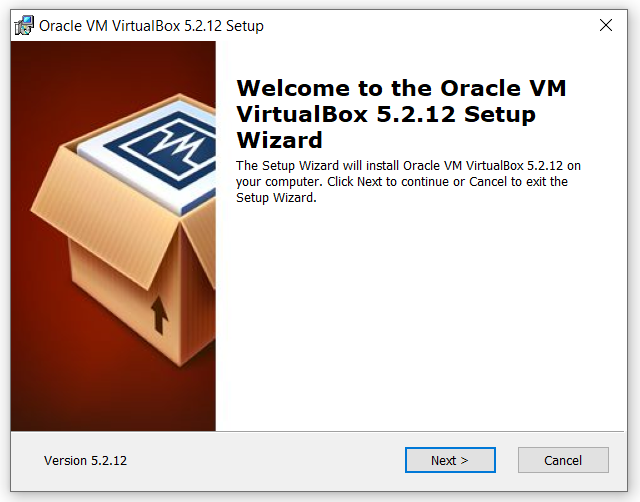 Oracle VM VirtualBox 5.2.12 Setup
Welcome to the Oracle VM
VirtualBox 5.2.12 Setup
Wizard
The Setup Wizard will install Oracle VM VirtualBox 5.2.12 on
your computer. Click Next to continue or Cancel to exit the
Setup Wizard.
Version 5.2.12
Next >
Cancel